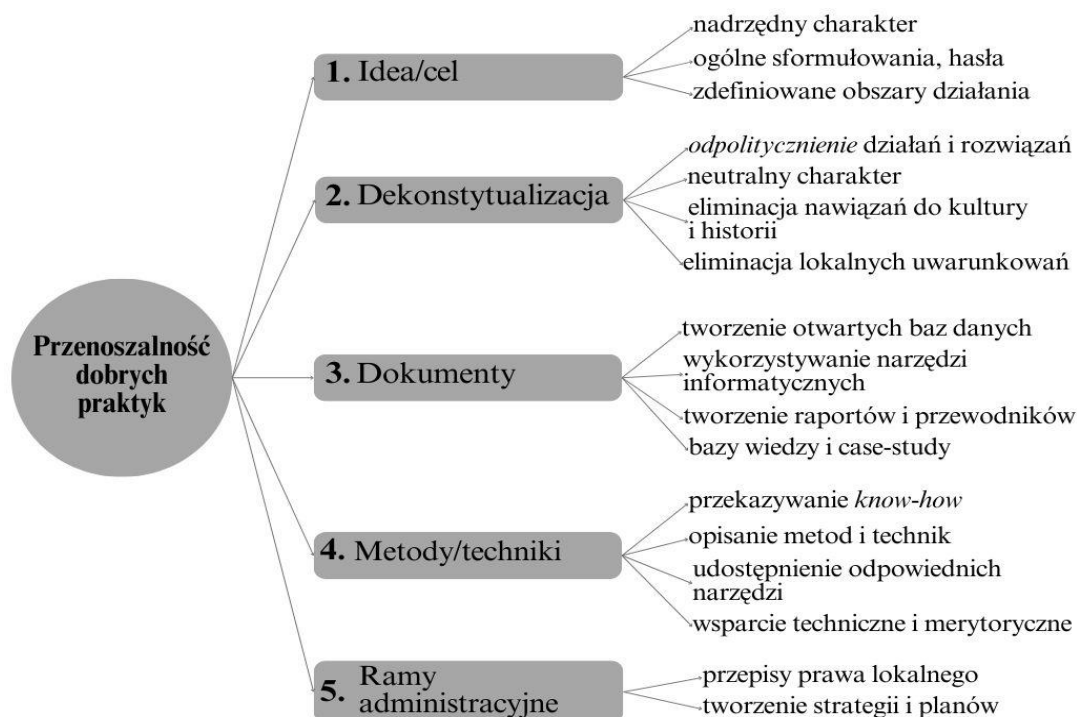 Przenoszalność
dobrych
praktyk
1. Idea/cel
nadrzędny charakter
ogólne sformułowania, hasła
zdefiniowane obszary działania
2. Dekonstytualizacja
odpolitycznienie działań i rozwiązań
neutralny charakter
eliminacja nawiązań do kultury
i historii
eliminacja lokalnych uwarunkowań
3. Dokumenty
tworzenie otwartych baz danych
wykorzystywanie narzędzi
informatycznych
tworzenie raportów i przewodników
bazy wiedzy i case-study
4. Metody/techniki
przekazywanie know-how
opisanie metod i technik
udostępnienie odpowiednich
narzędzi
wsparcie techniczne i merytoryczne
5. Ramy
administracyjne
przepisy prawa lokalnego
tworzenie strategii i planów